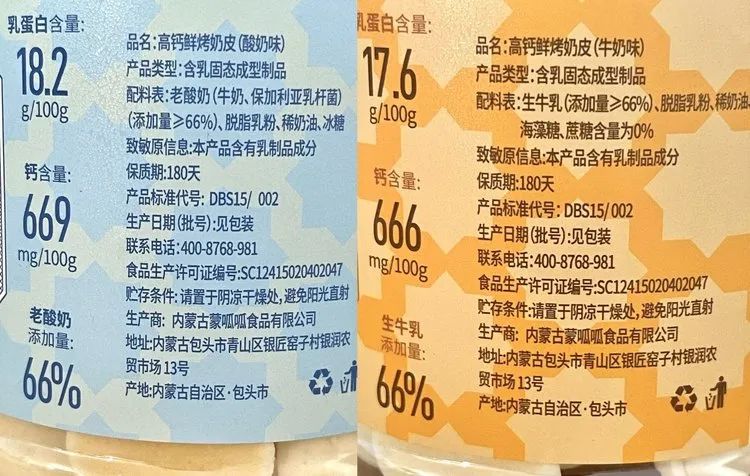 乳蛋白含量:
18.2
g/100g
钙含量:
669
mg/100g
老酸奶
添加量:
66%
品名:高钙鲜烤奶皮(酸奶味)
产品类型:含乳固态成型制品
配料表:老酸奶(牛奶、保加利亚乳杆菌)
(添加量≥66%)、脱脂乳粉、稀奶油、冰糖
致敏原信息:本产品含有乳制品成分
保质期:180天
产品标准代号: DBS15/ 002
生产日期(批号):见包装
联系电话:400-8768-981
食品生产许可证编号:SC12415020402047
贮存条件:请置于阴凉干燥处,避免阳光直射
生产商: 内蒙古蒙呱呱食品有限公司
地址:内蒙古包头市青山区银匠窑子村银润农
贸市场 13号
产地:内蒙古自治区·包头市
乳蛋白含量:
17.6
g/100g
钙含量:
666
mg/100g
生牛乳
添加量:
66%
品名:高钙鲜烤奶皮(牛奶味)
产品类型:含乳固态成型制品
配料表:生牛乳(添加量≥66%)、脱脂乳粉、稀奶油、
海藻糖、蔗糖含量为0%
致敏原信息:本产品含有乳制品成分
保质期:180天
产品标准代号: DBS15/ 002
生产日期(批号):见包装
联系电话:400-8768-981
食品生产许可证编号:SC12415020402047
贮存条件:请置于阴凉干燥处,避免阳光直射
生产商: 内蒙古蒙呱呱食品有限公司
地址:内蒙古包头市青山区银匠窑子村银润农
贸市场 13号
产地:内蒙古自治区·包头市